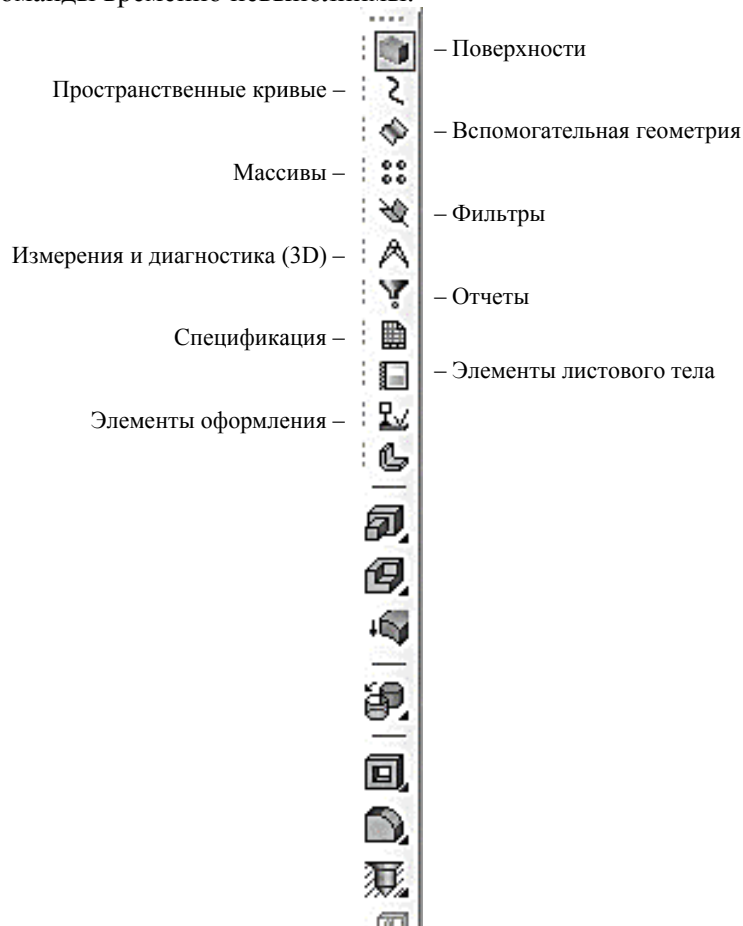 оманды временно невыполнимы.
– Поверхности
Пространственные кривые –
– Вспомогательная геометрия
Массивы –
– Фильтры
Измерения и диагностика (3D) –
– Отчеты
Спецификация –
– Элементы листового тела
Элементы оформления –